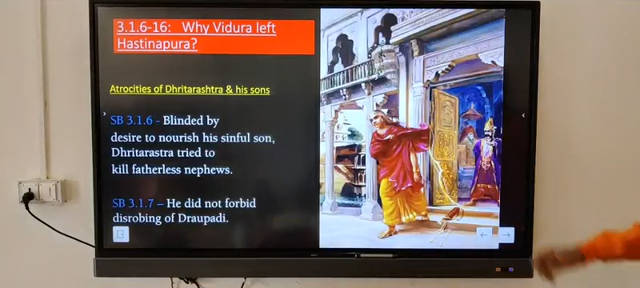 3.1.6-16: Why Vidura left
Hastinapura?
Atrocities of Dhritarashtra & his sons
SB 3.1.6 - Blinded by
desire to nourish his sinful son,
Dhritarastra tried to
kill fatherless nephews.
SB 3.1.7 – He did not forbid
disrobing of Draupadi.